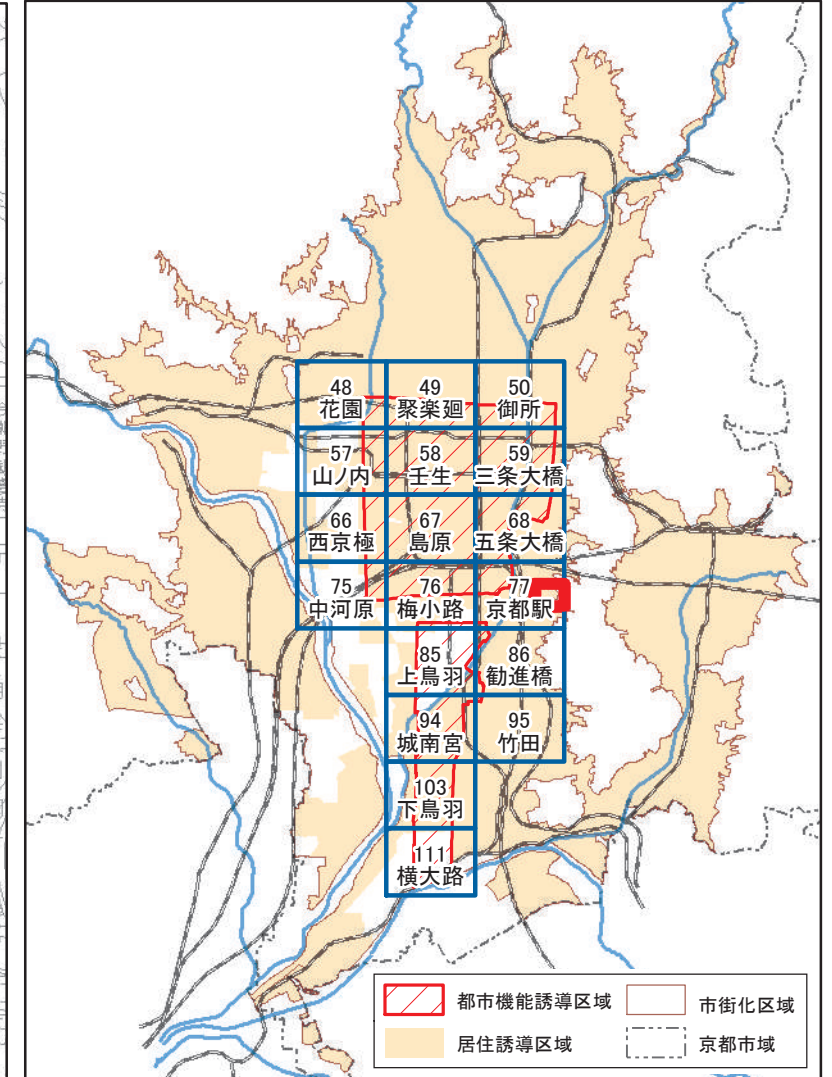 48
花園
49
聚楽廻
50
御所
57
山ノ内
58
壬生
59
三条大橋
66
西京極
67
島原
68
五条大橋
75
中河原
76
梅小路
77
京都駅
85
上鳥羽
86
勧進橋
94
城南宮
95
竹田
103
下鳥羽
111
横大路
都市機能誘導区域
市街化区域
居住誘導区域
京都市域